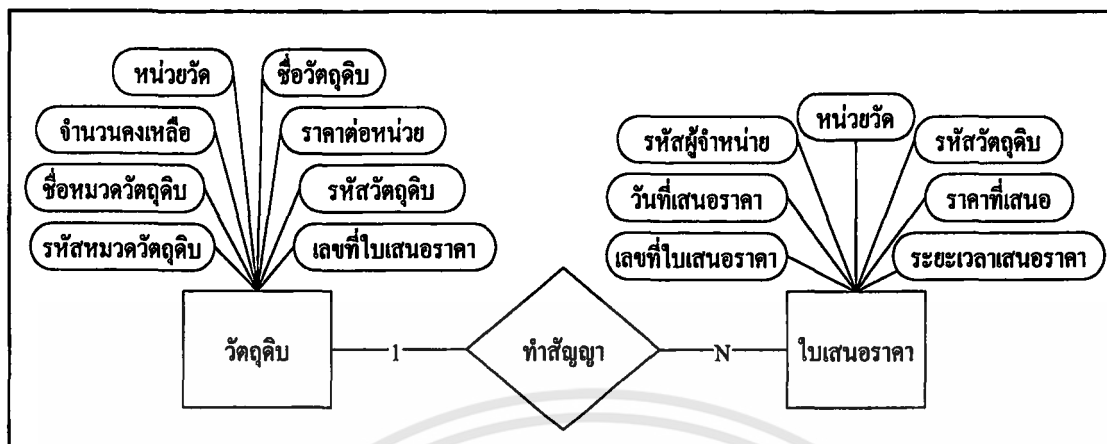 หน่วยวัด
ชื่อวัตถุดิบ
จำนวนคงเหลือ
ราคาต่อหน่วย
ชื่อหมวดวัตถุดิบ
รหัสวัตถุดิบ
รหัสหมวดวัตถุดิบ
เลขที่ใบเสนอราคา
วัตถุดิบ
1
ทำสัญญา
N
หน่วยวัด
รหัสผู้จำหน่าย
รหัสวัตถุดิบ
วันที่เสนอราคา
ราคาที่เสนอ
เลขที่ใบเสนอราคา
ระยะเวลาเสนอราคา
ใบเสนอราคา